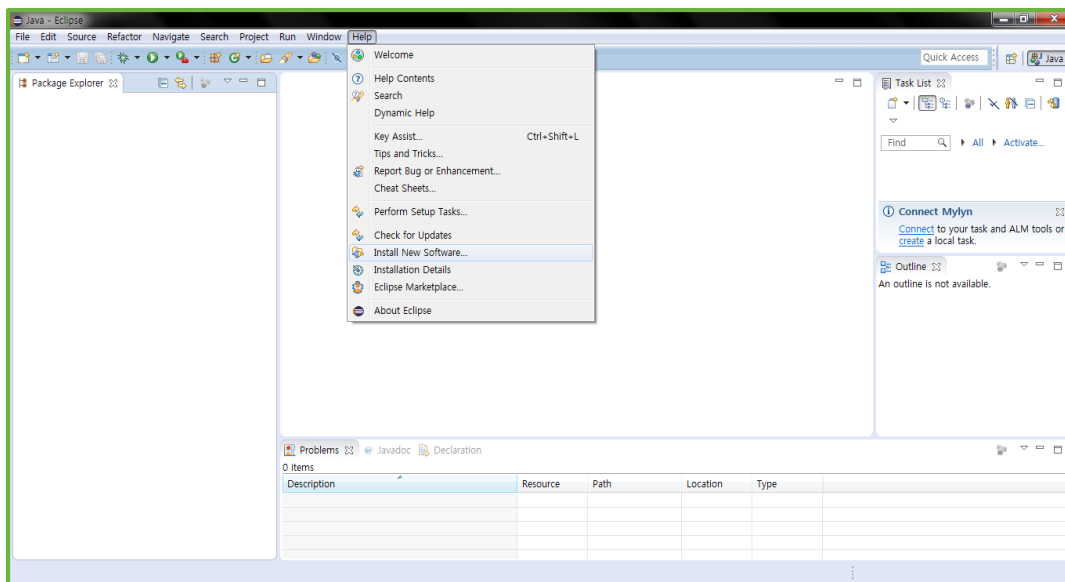 Java - Eclipse
File Edit Source Refactor Navigate Search Project Run Window Help
Quick Access
Java
Package Explorer
Welcome
Help Contents
Search
Dynamic Help
Key Assist... Ctrl+Shift+L
Tips and Tricks...
Report Bug or Enhancement...
Cheat Sheets...
Perform Setup Tasks...
Check for Updates
Install New Software...
Installation Details
Eclipse Marketplace...
About Eclipse
Task List
Find All Activate...
Connect Mylyn
Connect to your task and ALM tools or
create a local task.
Outline
An outline is not available.
Problems Javadoc Declaration
0 items
Description Resource Path Location Type